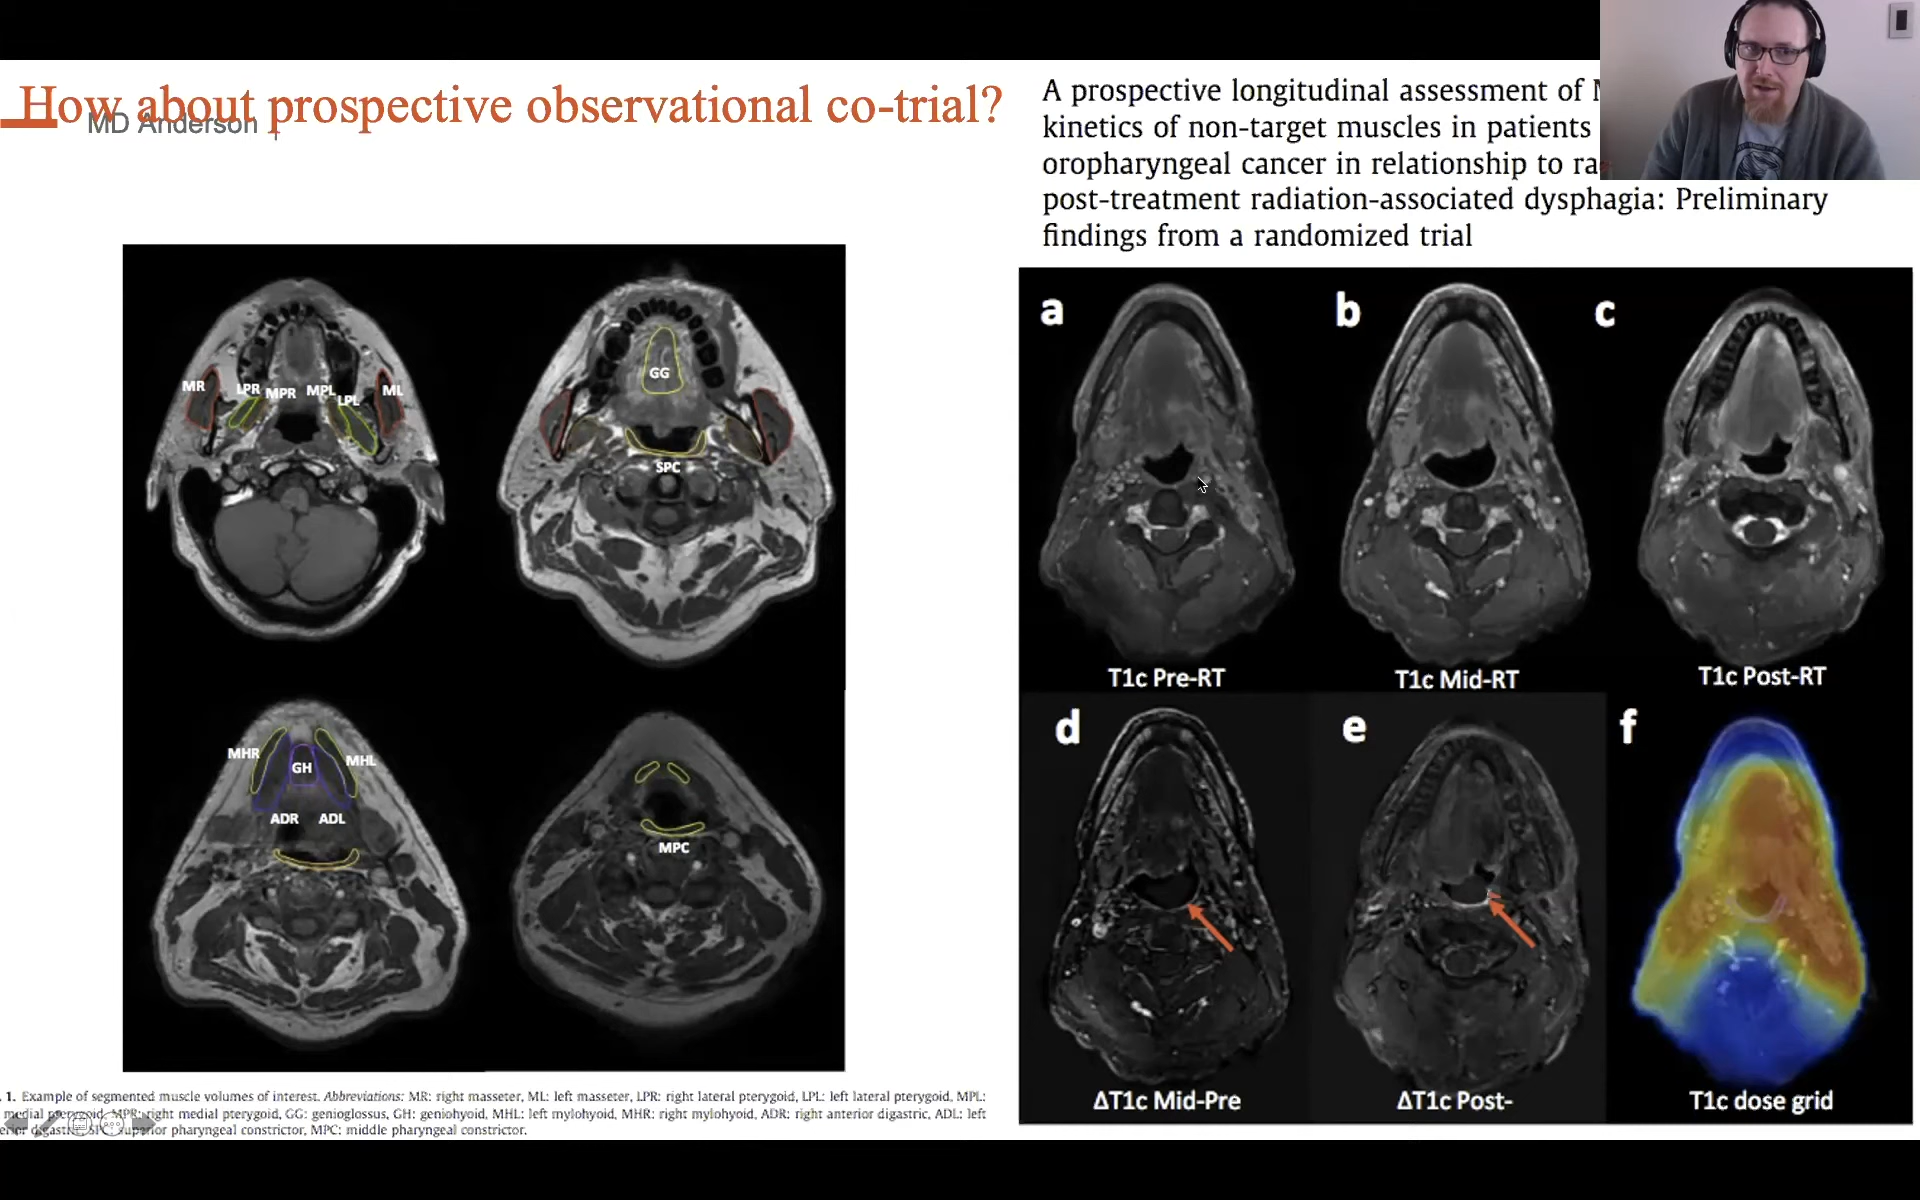 How about prospective observational co-trial?
MD Anderson |
A prospective longitudinal assessment of
kinetics of non-target muscles in patients
oropharyngeal cancer in relationship to
post-treatment radiation-associated dysphagia: Preliminary
findings from a randomized trial
MR LPR MPR MPL LPL ML
GG
SPC
MHR GH MHL
ADR ADL
MPC
a b c
T1c Pre-RT T1c Mid-RT T1c Post-RT
d e f
ΔT1c Mid-Pre ΔT1c Post- T1c dose grid
. 1. Example of segmented muscle volumes of interest. Abbreviations: MR: right masseter, ML: left masseter, LPR: right lateral pterygoid, LPL: left lateral pterygoid, MPL:
medial pterygoid, MPR: right medial pterygoid, GG: genioglossus, GH: geniohyoid, MHL: left mylohyoid, MHR: right mylohyoid, ADR: right anterior digastric, ADL: left
superior pharyngeal constrictor, MPC: middle pharyngeal constrictor.